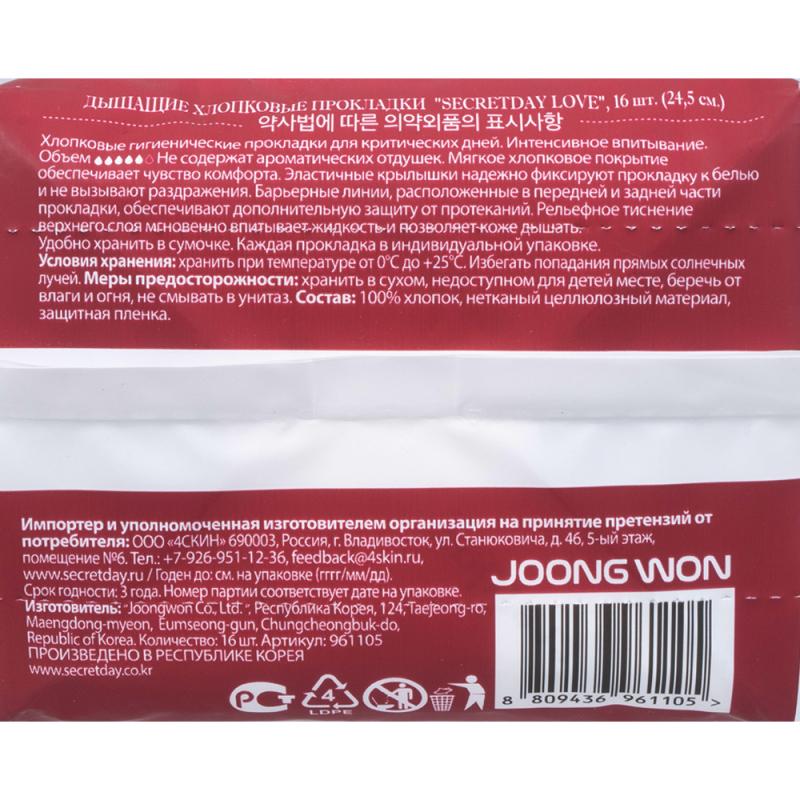 ДЫШАЩИЕ ХЛОПКОВЫЕ ПРОКЛАДКИ "SECRETDAY LOVE", 16 шт. (24,5 см.)
약사법에 따른 의약외품의 표시사항
Хлопковые гигиенические прокладки для критических дней. Интенсивное впитывание.
Объем Не содержат ароматических отдушек. Мягкое хлопковое покрытие
обеспечивает чувство комфорта. Эластичные крылышки надежно фиксируют прокладку к белью
и не вызывают раздражения. Барьерные линии, расположенные в передней и задней части
прокладки, обеспечивают дополнительную защиту от протеканий. Рельефное тиснение
верхнего слоя мгновенно впитывает жидкость и позволяет коже дышать.
Удобно хранить в сумочке. Каждая прокладка в индивидуальной упаковке.
Условия хранения: хранить при температуре от 0°С до +25°С. Избегать попадания прямых солнечных
лучей. Меры предосторожности: хранить в сухом, недоступном для детей месте, беречь от
влаги и огня, не смывать в унитаз. Состав: 100% хлопок, нетканый целлюлозный материал,
защитная пленка.
Импортер и уполномоченная изготовителем организация на принятие претензий от
потребителя: ООО «4СКИН» 690003, Россия, г. Владивосток, ул. Станюковича, д. 46, 5-ый этаж,
помещение №6. Тел.: +7-926-951-12-36, feedback@4skin.ru,
www.secretday.ru / Годен до: см. на упаковке (гггг/мм/дд).
Срок годности: 3 года. Номер партии соответствует дате на упаковке.
Изготовитель: "Joongwon Co., Ltd.", Республика Корея, 124, Taejeong-ro,
Maengdong-myeon, Eumseong-gun, Chungcheongbuk-do,
Republic of Korea. Количество: 16 шт. Артикул: 961105
ПРОИЗВЕДЕНО В РЕСПУБЛИКЕ КОРЕЯ
www.secretday.co.kr
JOONG WON
РСТ
4
LDPE
8 809436 961105 >